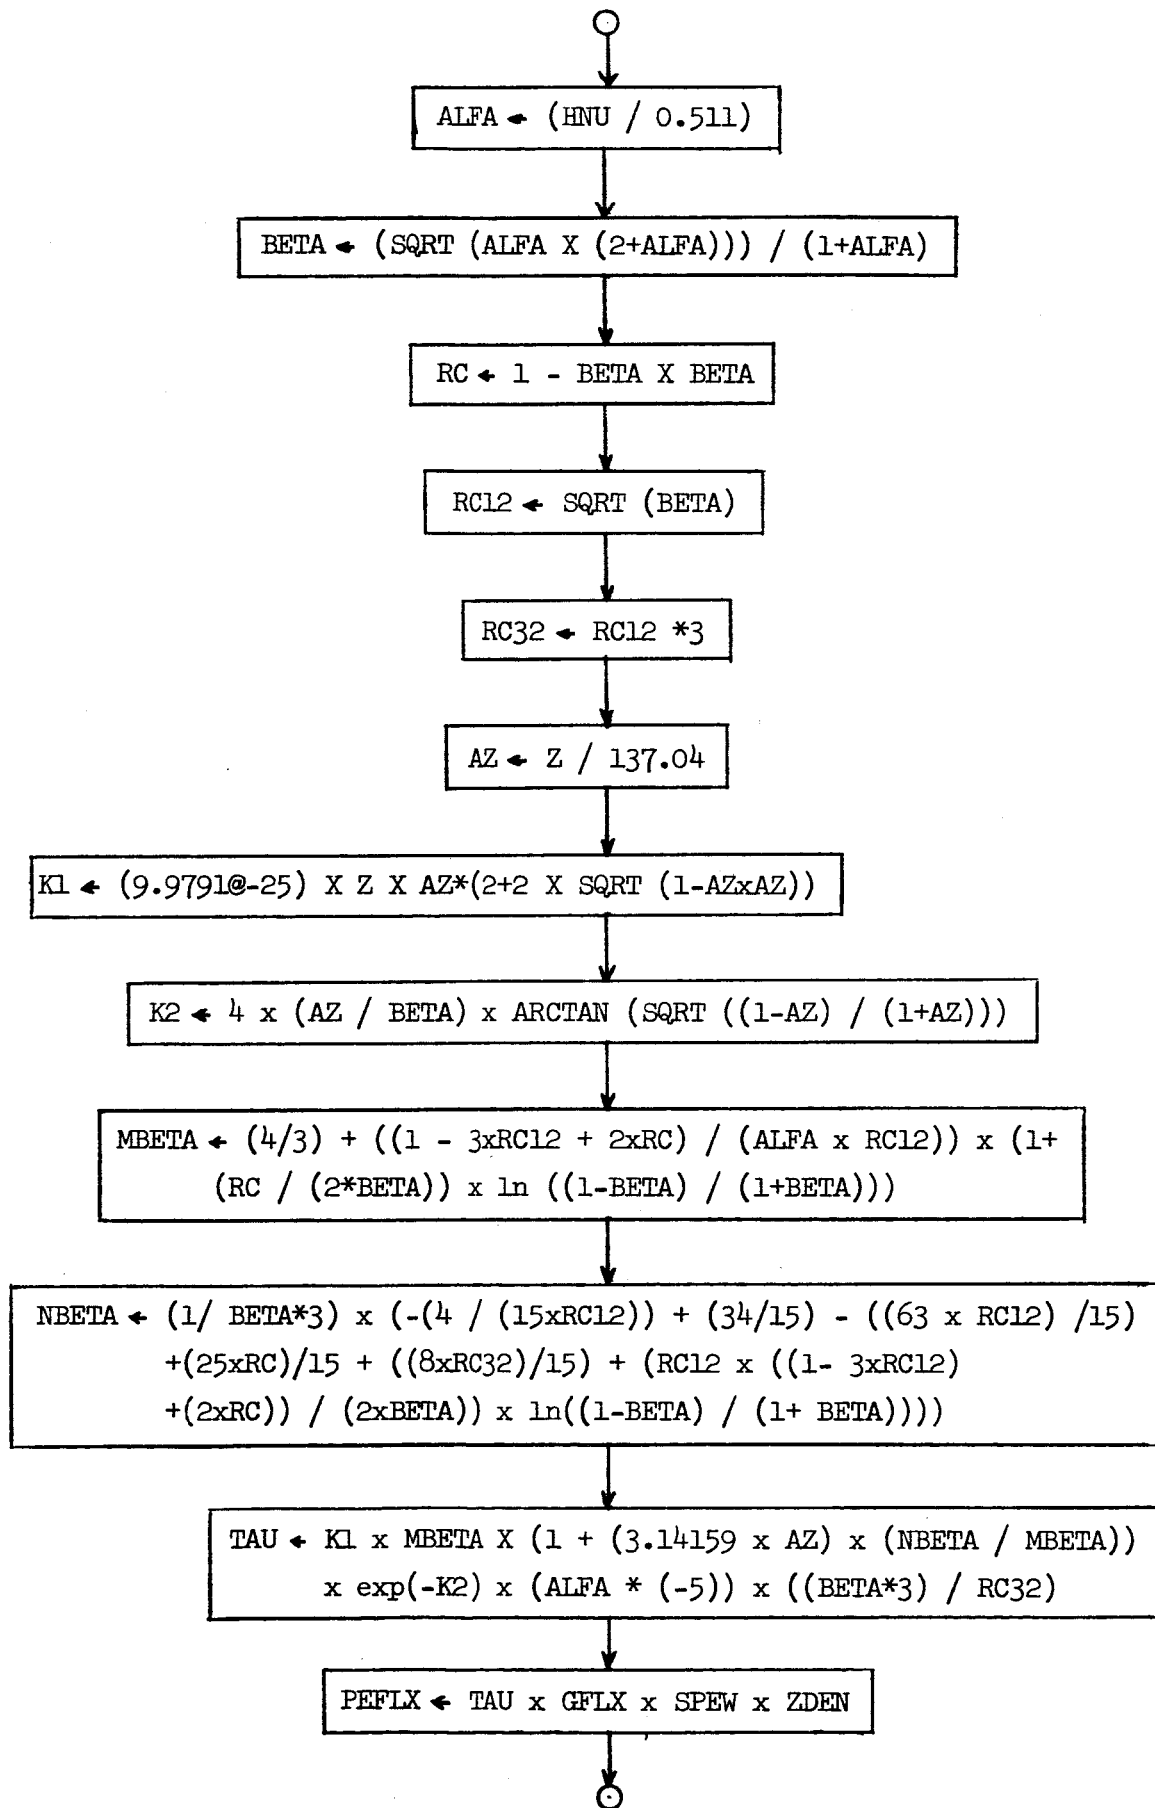 ALFA ← (HNU / 0.511)
BETA ← (SQRT (ALFA X (2+ALFA))) / (1+ALFA)
RC ← 1 - BETA X BETA
RC12 ← SQRT (BETA)
RC32 ← RC12 *3
AZ ← Z / 137.04
K1 ← (9.9791@-25) X Z X AZ*(2+2 X SQRT (1-AZxAZ))
K2 ← 4 x (AZ / BETA) x ARCTAN (SQRT ((1-AZ) / (1+AZ)))
MBETA ← (4/3) + ((1 - 3xRC12 + 2xRC) / (ALFA x RC12)) x (1+
(RC / (2*BETA)) x ln ((1-BETA) / (1+BETA)))
NBETA ← (1/ BETA*3) x (-(4 / (15xRC12)) + (34/15) - ((63 x RC12) /15)
+(25xRC)/15 + ((8xRC32)/15) + (RC12 x ((1- 3xRC12)
+(2xRC)) / (2xBETA)) x ln((1-BETA) / (1+ BETA))))
TAU ← K1 x MBETA X (1 + (3.14159 x AZ) x (NBETA / MBETA))
x exp(-K2) x (ALFA * (-5)) x ((BETA*3) / RC32)
PEFLX ← TAU x GFLX x SPEW x ZDEN